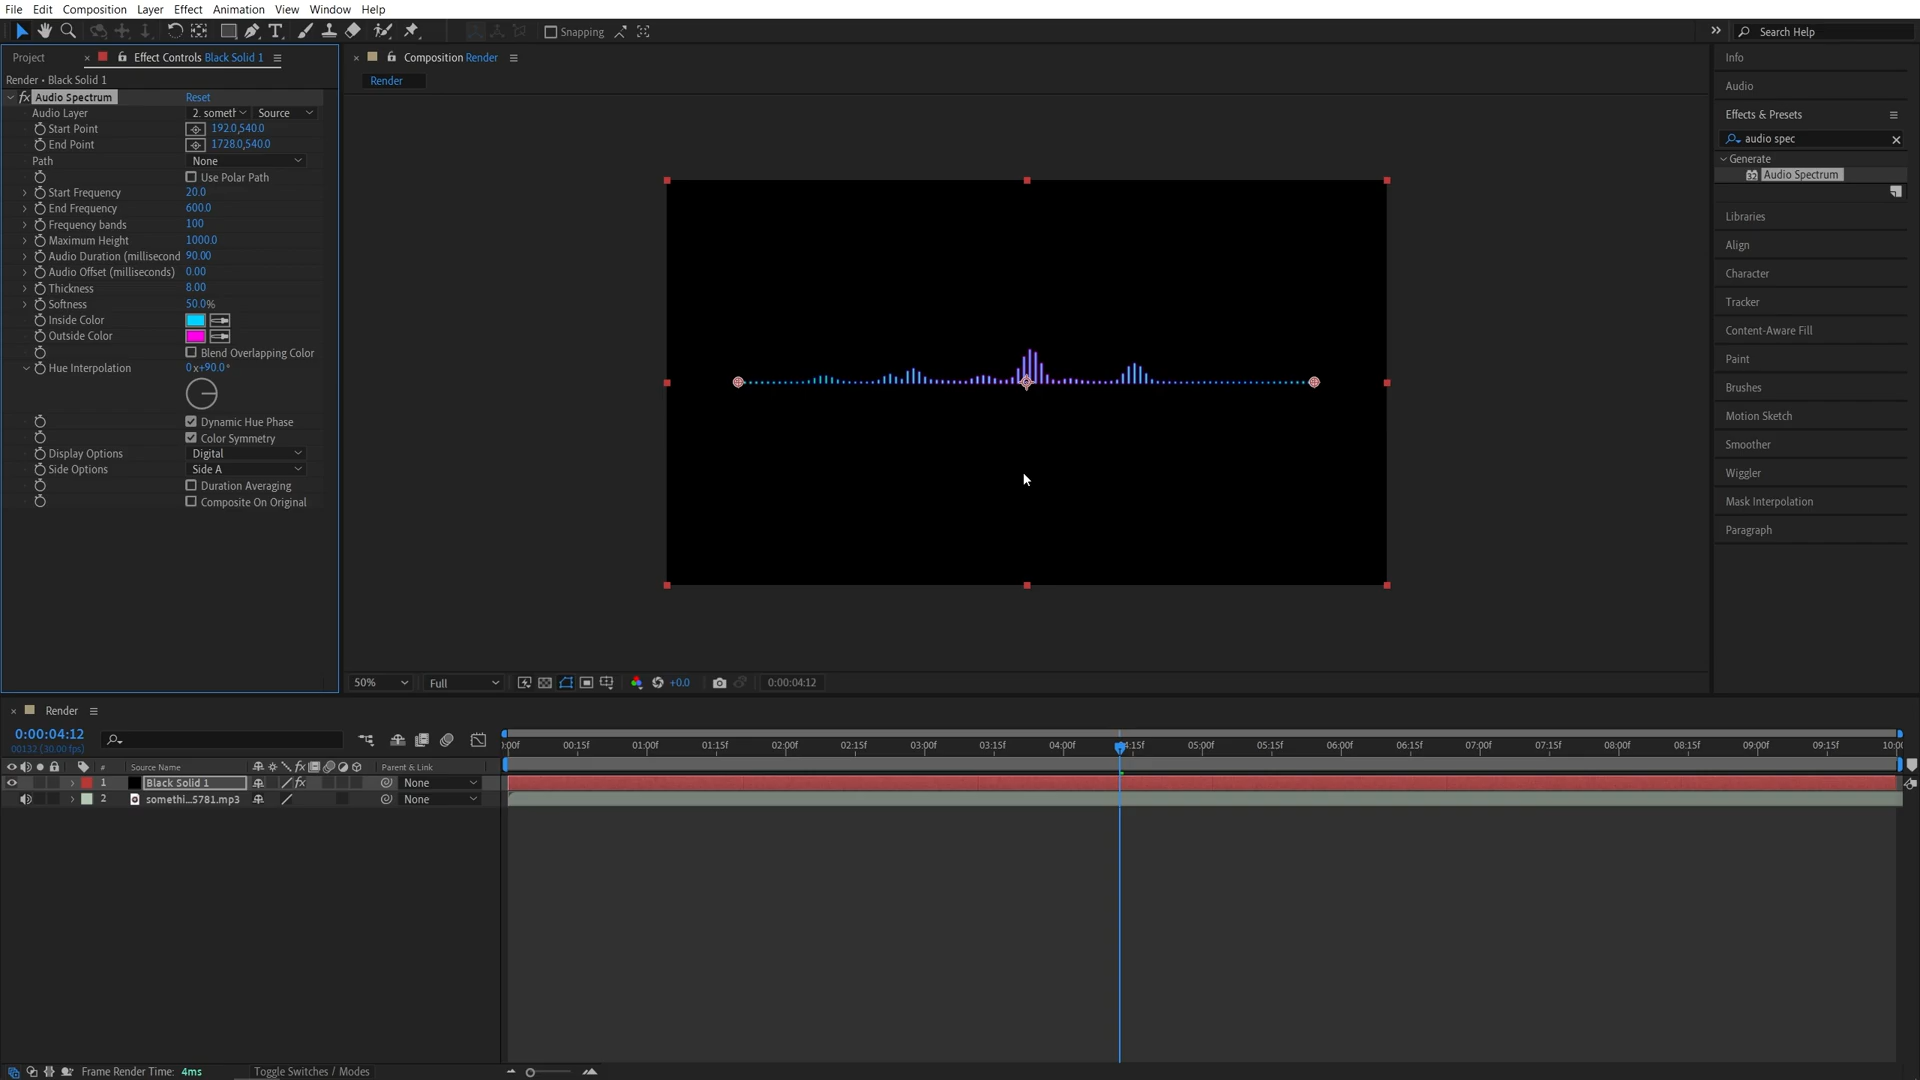 File Edit Composition Layer Effect Animation View Window Help
Snapping
Search Help
Project
Effect Controls Black Solid 1
Composition Render
Info
Render • Black Solid 1
Render
Audio
Audio Spectrum Reset
Audio Layer 2. someth Source
Start Point 192.0,540.0
End Point 1728.0,540.0
Path None
Use Polar Path
Start Frequency 20.0
End Frequency 600.0
Frequency bands 100
Maximum Height 1000.0
Audio Duration (millisecond 90.00
Audio Offset (milliseconds) 0.00
Thickness 8.00
Softness 50.0%
Inside Color
Outside Color
Blend Overlapping Color
Hue Interpolation 0x+90.0°
Dynamic Hue Phase
Color Symmetry
Display Options Digital
Side Options Side A
Duration Averaging
Composite On Original
Effects & Presets
audio spec
Generate
Audio Spectrum
Libraries
Align
Character
Tracker
Content-Aware Fill
Paint
Brushes
Motion Sketch
Smoother
Wiggler
Mask Interpolation
Paragraph
50% Full +0.0 0:00:04:12
Render
0:00:04:12
00132 (30.00 fps)
):00f 00:15f 01:00f 01:15f 02:00f 02:15f 03:00f 03:15f 04:00f 04:15f 05:00f 05:15f 06:00f 06:15f 07:00f 07:15f 08:00f 08:15f 09:00f 09:15f 10:0(
# Source Name fx Parent & Link
1 Black Solid 1 fx None
2 somethi...5781.mp3 None
Frame Render Time: 4ms Toggle Switches / Modes